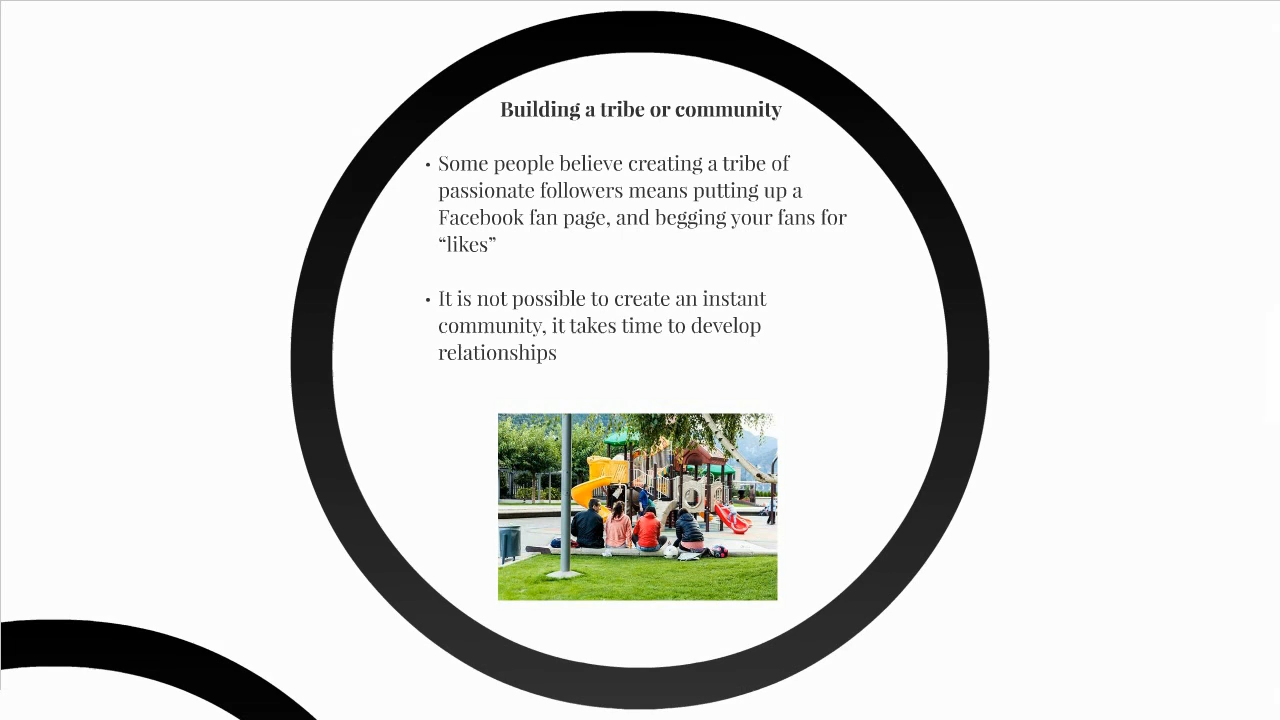 Building a tribe or community
• Some people believe creating a tribe of
passionate followers means putting up a
Facebook fan page, and begging your fans for
“likes”
• It is not possible to create an instant
community, it takes time to develop
relationships